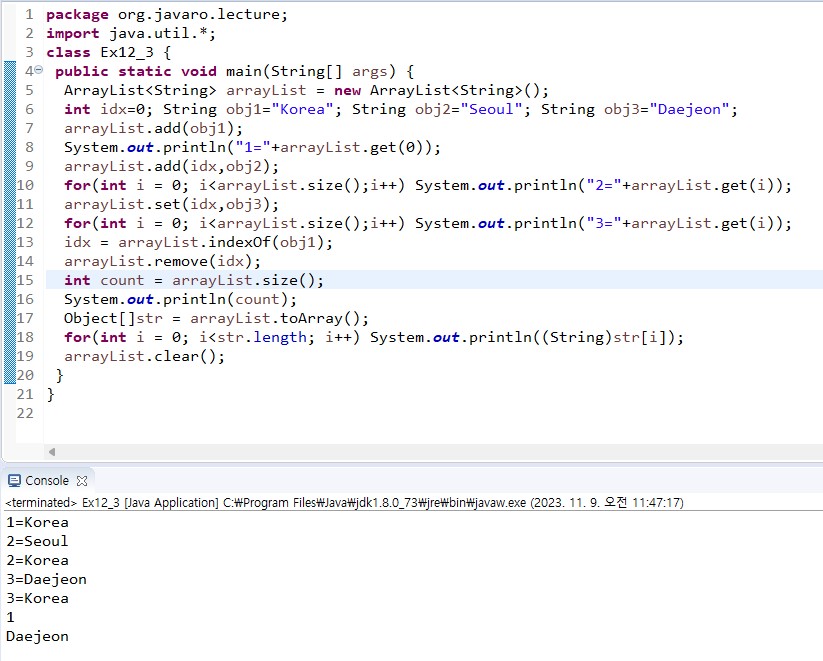 1 package org.javaro.lecture;
2 import java.util.*;
3 class Ex12_3 {
4 public static void main(String[] args) {
5 ArrayList<String> arrayList = new ArrayList<String>();
6 int idx=0; String obj1="Korea"; String obj2="Seoul"; String obj3="Daejeon";
7 arrayList.add(obj1);
8 System.out.println("1="+arrayList.get(0));
9 arrayList.add(idx,obj2);
10 for(int i = 0; i<arrayList.size();i++) System.out.println("2="+arrayList.get(i));
11 arrayList.set(idx,obj3);
12 for(int i = 0; i<arrayList.size();i++) System.out.println("3="+arrayList.get(i));
13 idx = arrayList.indexOf(obj1);
14 arrayList.remove(idx);
15 int count = arrayList.size();
16 System.out.println(count);
17 Object[]str = arrayList.toArray();
18 for(int i = 0; i<str.length; i++) System.out.println((String)str[i]);
19 arrayList.clear();
20 }
21 }
22
Console
<terminated> Ex12_3 [Java Application] C:₩Program Files₩Java₩jdk1.8.0_73₩jre₩bin₩javaw.exe (2023. 11. 9. 오전 11:47:17)
1=Korea
2=Seoul
2=Korea
3=Daejeon
3=Korea
1
Daejeon